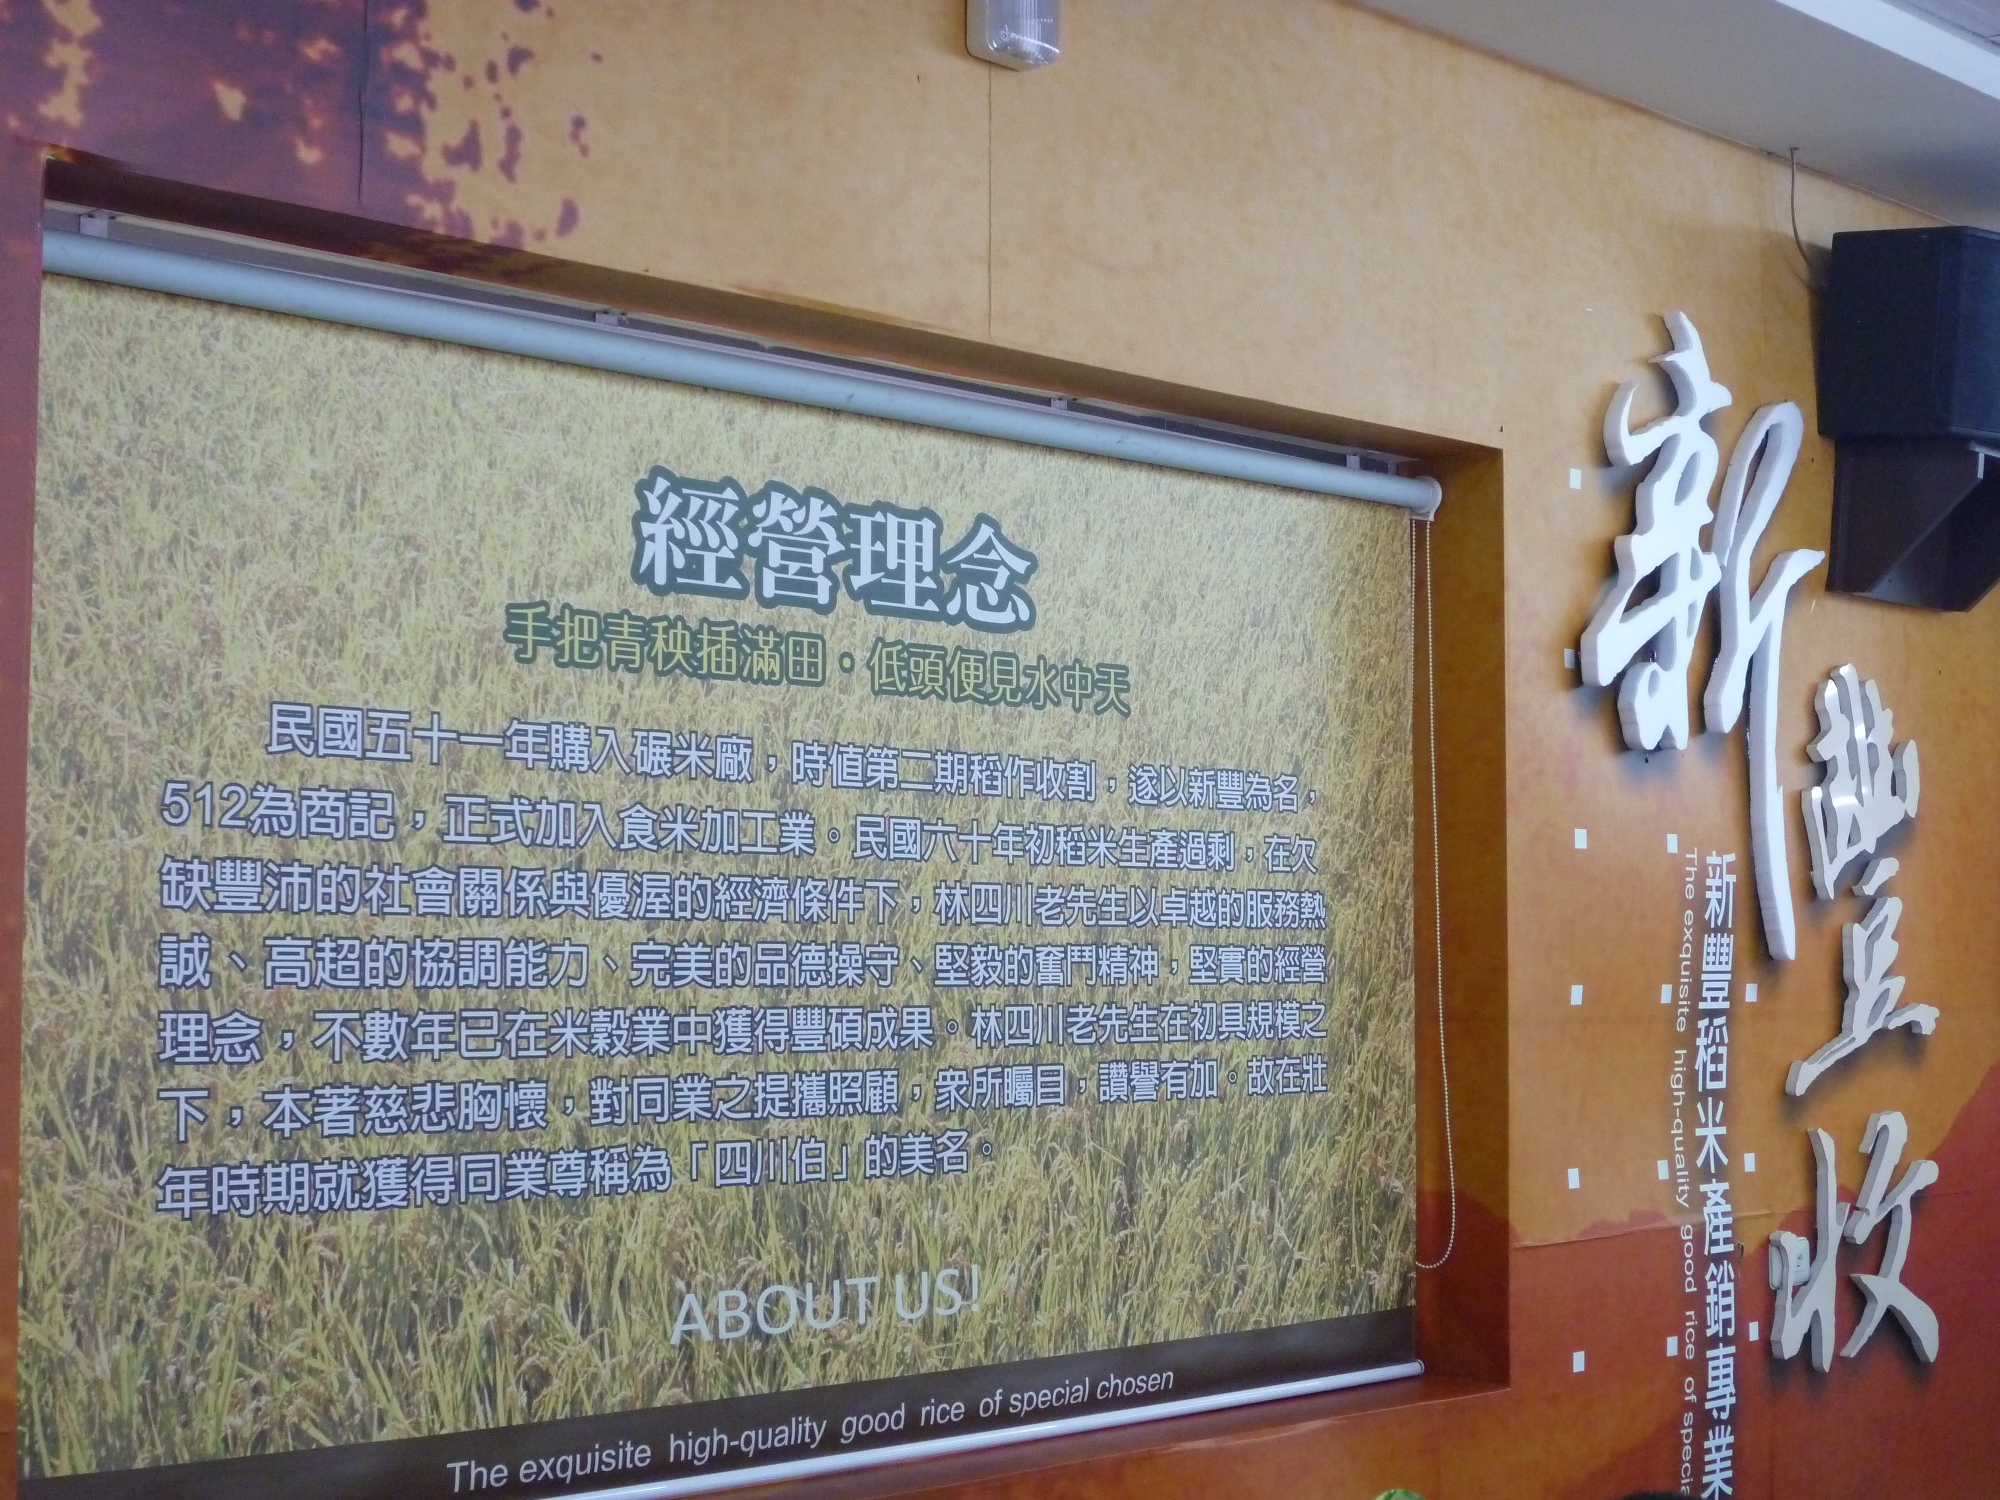 經營理念
手把青秧插滿田・低頭便見水中天
民國五十一年購入碾米廠，時值第二期稻作收割，遂以新豐為名，
512為商記，正式加入食米加工業。民國六十年初稻米生產過剩，在欠
缺豐沛的社會關係與優渥的經濟條件下，林四川老先生以卓越的服務熱
誠、高超的協調能力、完美的品德操守、堅毅的奮鬥精神，堅實的經營
理念，不數年已在米穀業中獲得豐碩成果。林四川老先生在初具規模之
下，本著慈悲胸懷，對同業之提攜照顧，衆所矚目，讚譽有加。故在壯
年時期就獲得同業尊稱為「四川伯」的美名。
ABOUT US!
The exquisite high-quality good rice of special chosen
新豐收
新豐稻米產銷專業
The exquisite high-quality good rice of specia